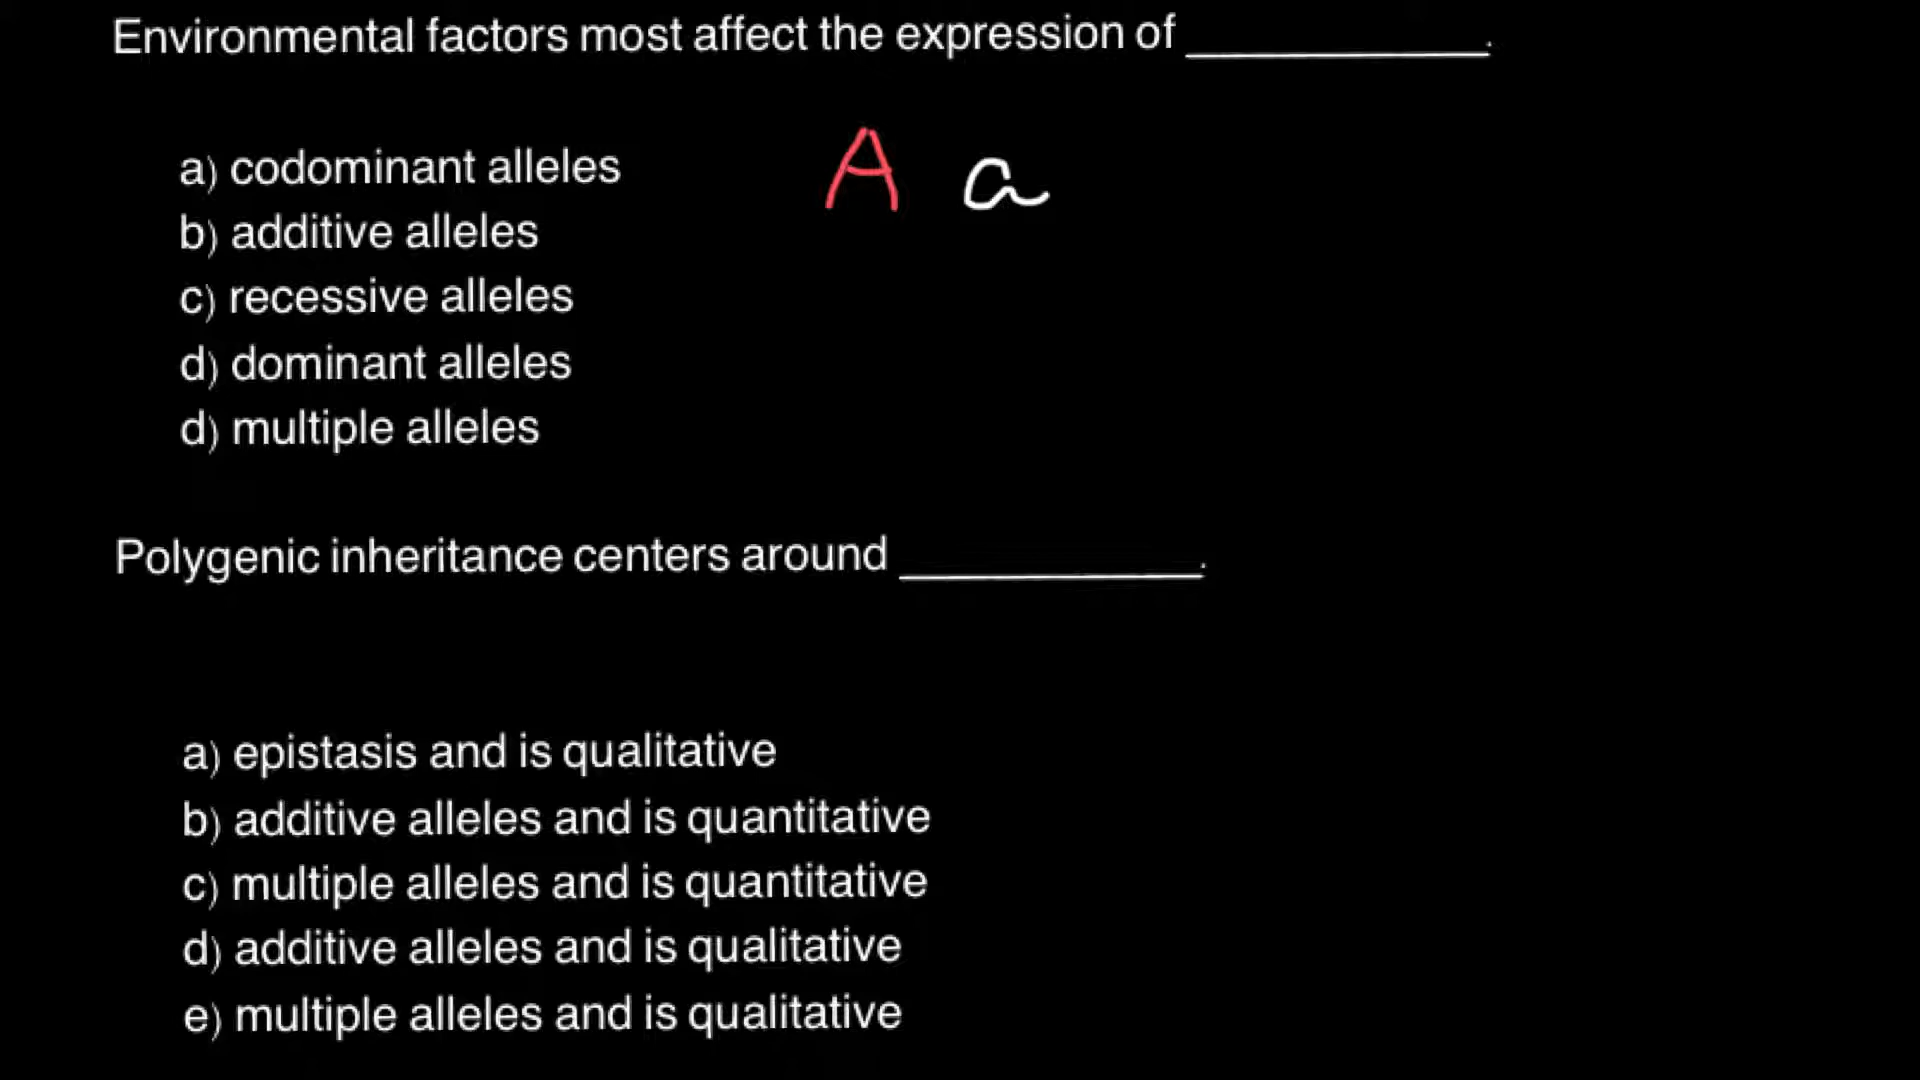 Environmental factors most affect the expression of ____________.
a) codominant alleles
A a
b) additive alleles
c) recessive alleles
d) dominant alleles
d) multiple alleles
Polygenic inheritance centers around ____________.
a) epistasis and is qualitative
b) additive alleles and is quantitative
c) multiple alleles and is quantitative
d) additive alleles and is qualitative
e) multiple alleles and is qualitative